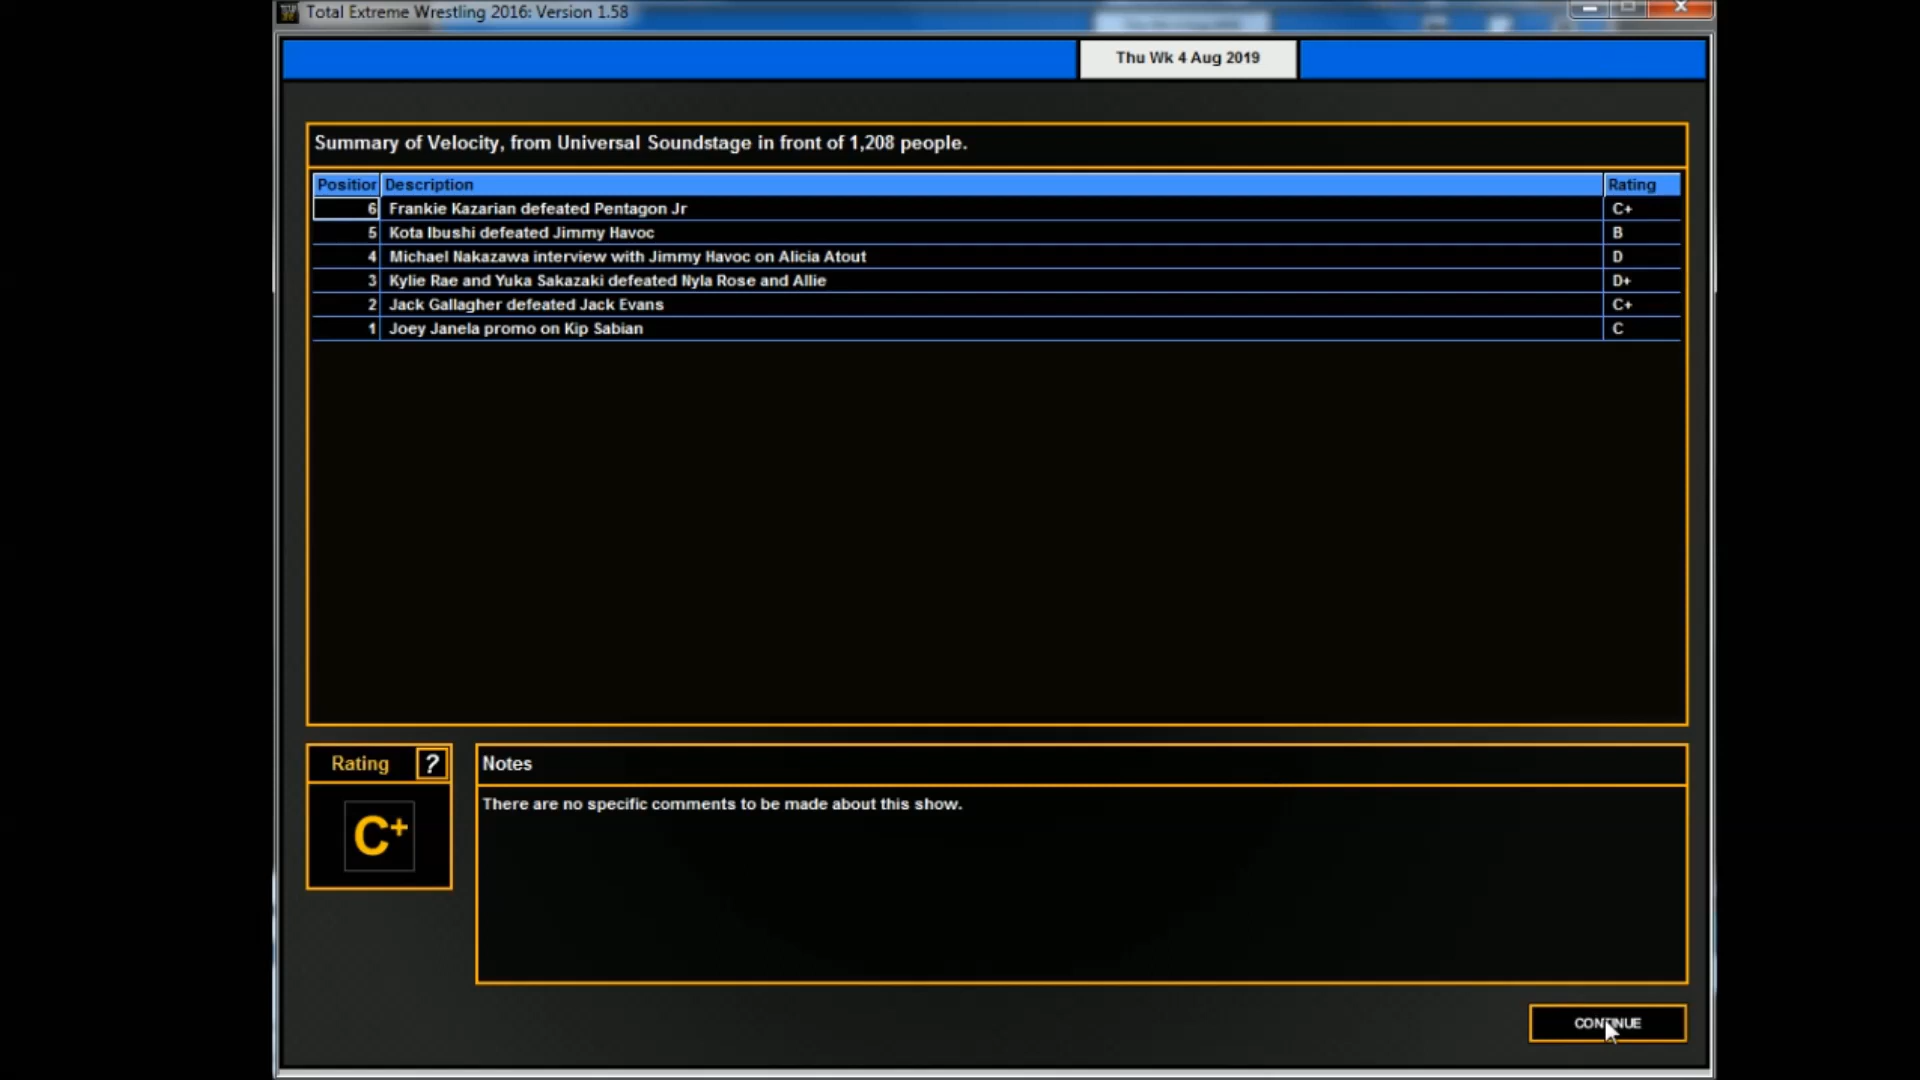 Total Extreme Wrestling 2016: Version 1.58
Thu Wk 4 Aug 2019
Summary of Velocity, from Universal Soundstage in front of 1,208 people.
Position Description Rating
6 Frankie Kazarian defeated Pentagon Jr C+
5 Kota Ibushi defeated Jimmy Havoc B
4 Michael Nakazawa interview with Jimmy Havoc on Alicia Atout D
3 Kylie Rae and Yuka Sakazaki defeated Nyla Rose and Allie D+
2 Jack Gallagher defeated Jack Evans C+
1 Joey Janela promo on Kip Sabian C
Rating ?
C+
Notes
There are no specific comments to be made about this show.
CONTINUE